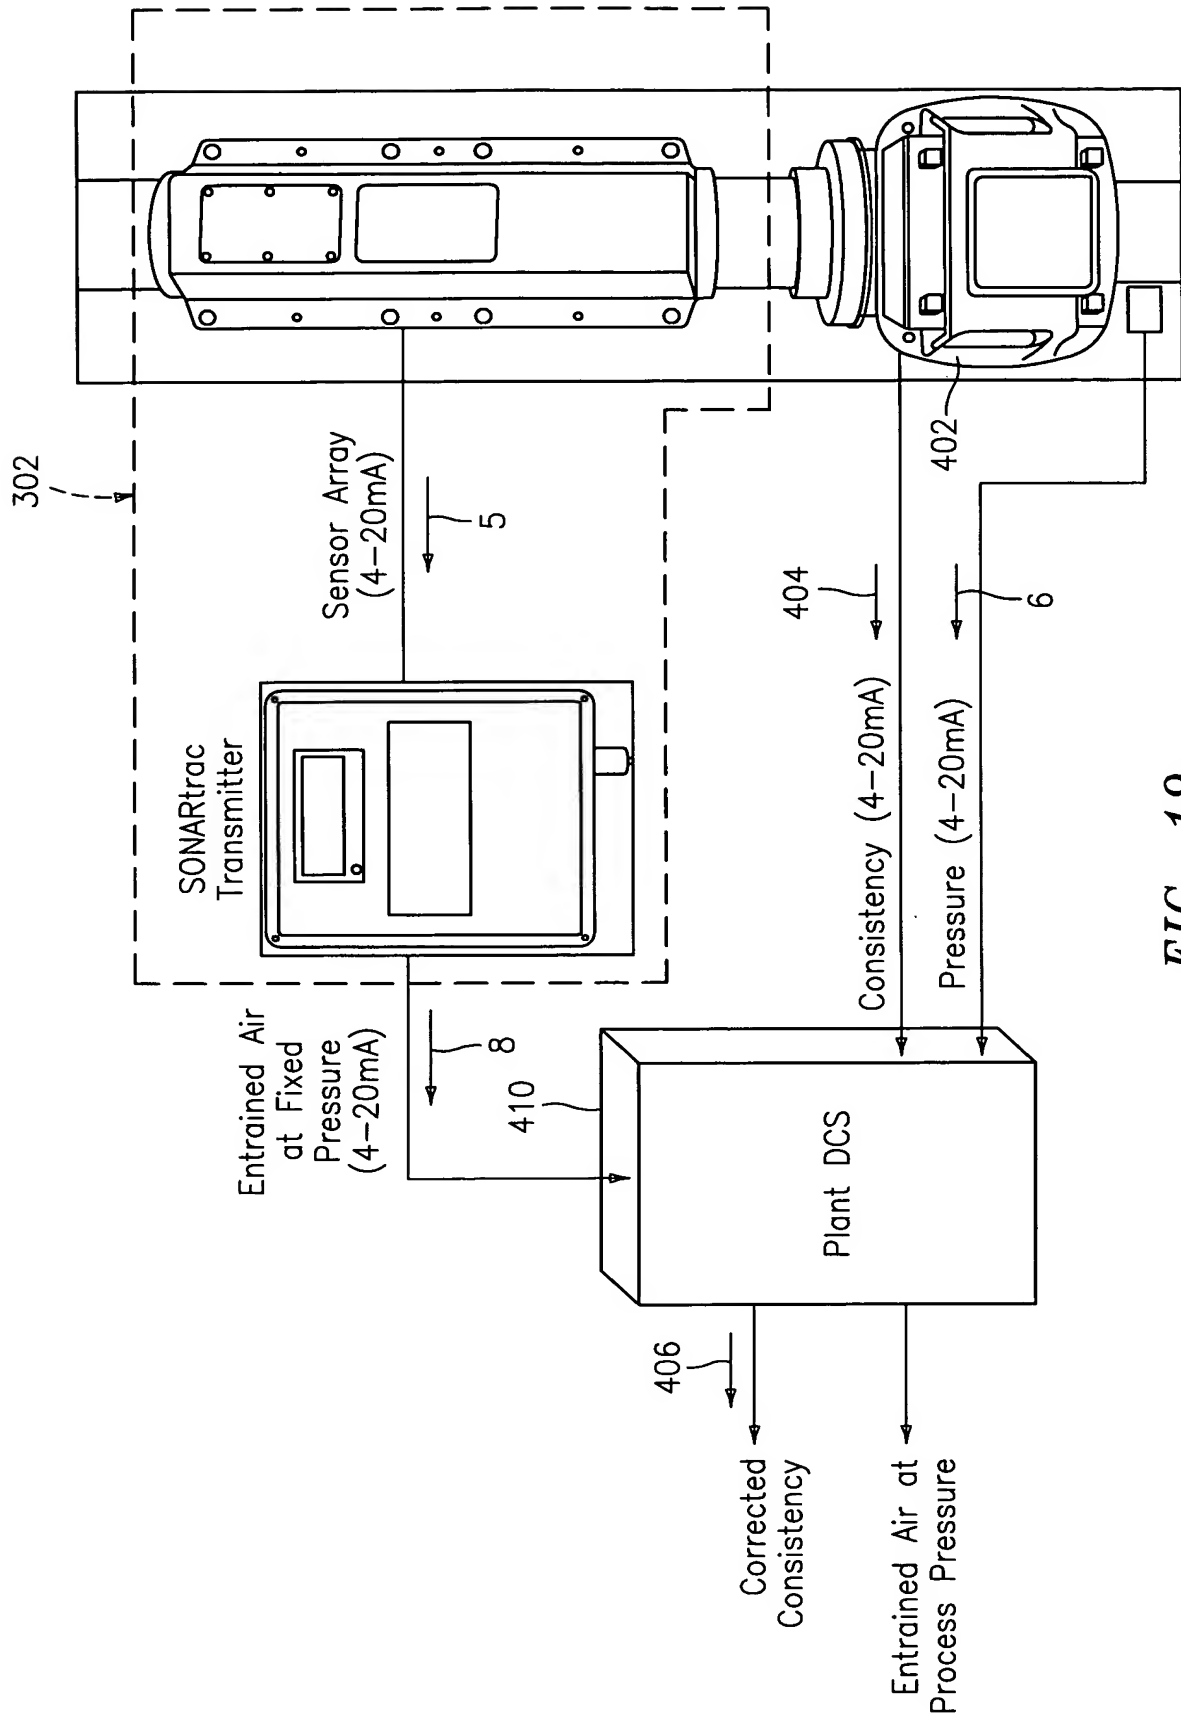 302
SONARtrac
Transmitter
Entrained Air
at Fixed
Pressure
(4-20mA)
Sensor Array
(4-20mA)
8
5
410
406
404
Corrected
Consistency
Plant DCS
Consistency (4-20mA)
402
Entrained Air at
Process Pressure
Pressure (4-20mA)
6
FIG.